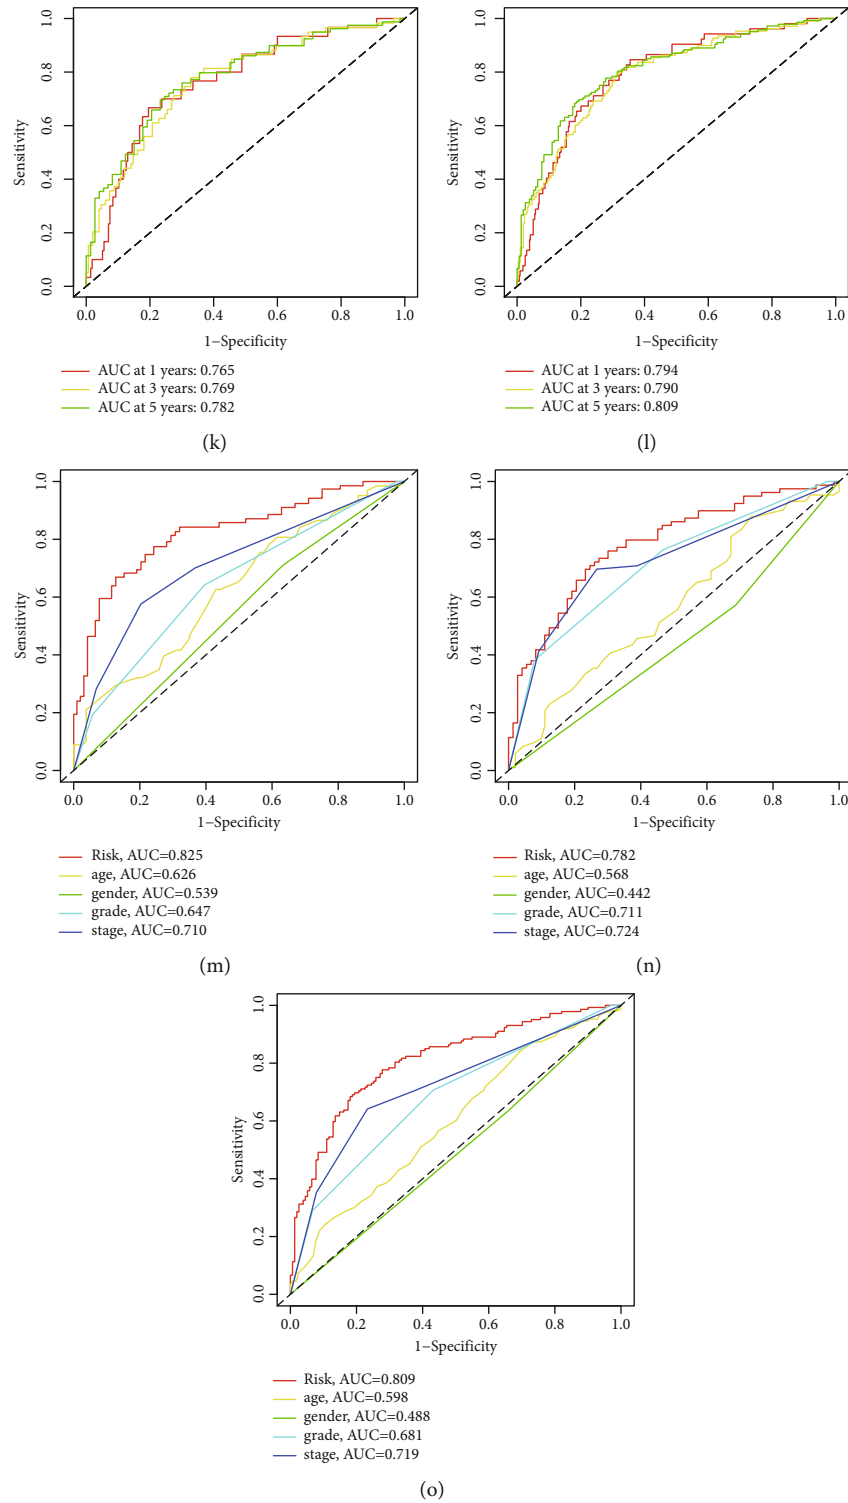 1.0
0.8
0.6
0.4
0.2
0.0
Sensitivity
0.0 0.2 0.4 0.6 0.8 1.0
1−Specificity
AUC at 1 years: 0.765
AUC at 3 years: 0.769
AUC at 5 years: 0.782
(k)
1.0
0.8
0.6
0.4
0.2
0.0
Sensitivity
0.0 0.2 0.4 0.6 0.8 1.0
1−Specificity
AUC at 1 years: 0.794
AUC at 3 years: 0.790
AUC at 5 years: 0.809
(l)
1.0
0.8
0.6
0.4
0.2
0.0
Sensitivity
0.0 0.2 0.4 0.6 0.8 1.0
1−Specificity
Risk, AUC=0.825
age, AUC=0.626
gender, AUC=0.539
grade, AUC=0.647
stage, AUC=0.710
(m)
1.0
0.8
0.6
0.4
0.2
0.0
Sensitivity
0.0 0.2 0.4 0.6 0.8 1.0
1−Specificity
Risk, AUC=0.782
age, AUC=0.568
gender, AUC=0.442
grade, AUC=0.711
stage, AUC=0.724
(n)
1.0
0.8
0.6
0.4
0.2
0.0
Sensitivity
0.0 0.2 0.4 0.6 0.8 1.0
1−Specificity
Risk, AUC=0.809
age, AUC=0.598
gender, AUC=0.488
grade, AUC=0.681
stage, AUC=0.719
(o)